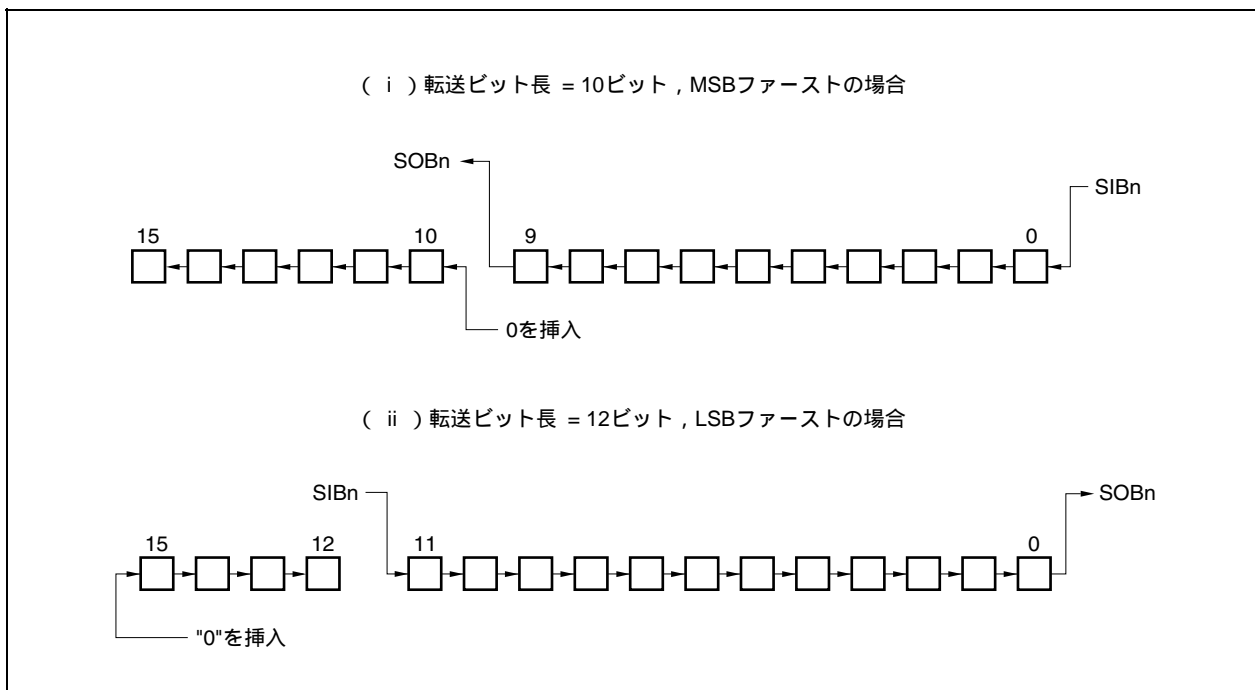 ( i ) 転送ビット長 = 10ビット , MSBファーストの場合
SOBn
SIBn
15 10 9 0
0を挿入
( ii ) 転送ビット長 = 12ビット , LSBファーストの場合
SIBn SOBn
15 12 11 0
"0"を挿入